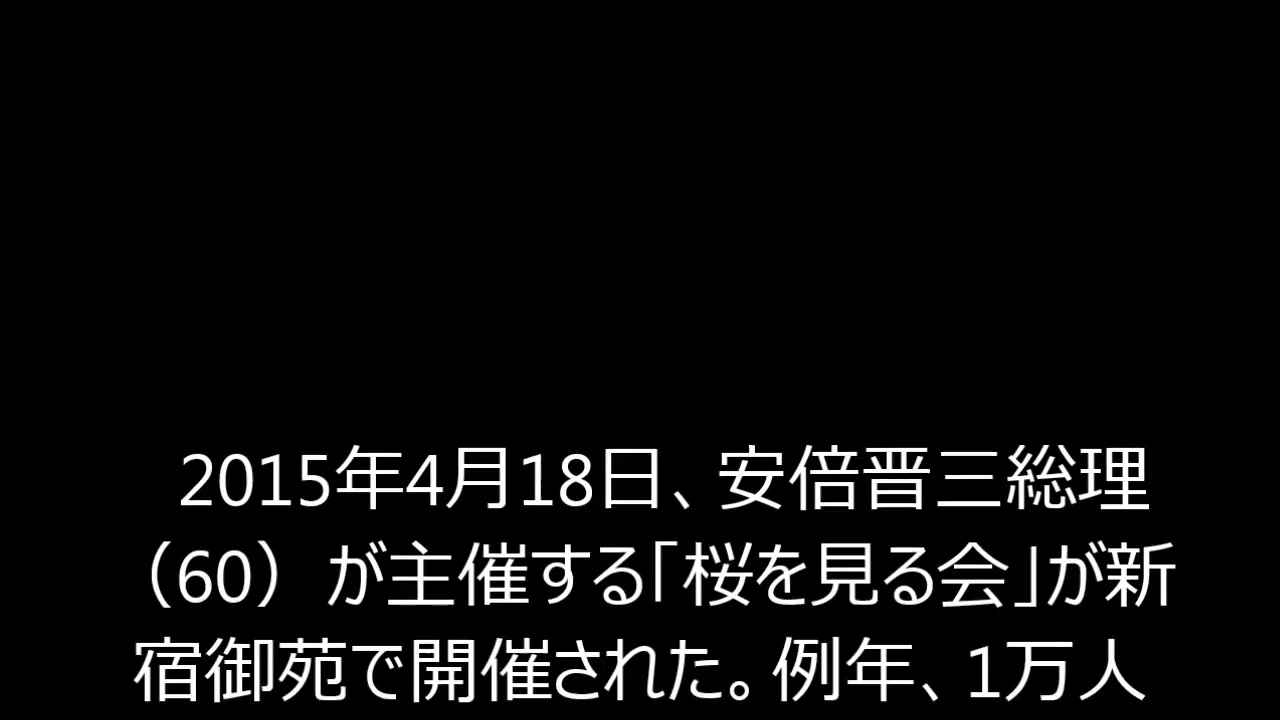 2015年4月18日、安倍晋三総理
（60）が主催する「桜を見る会」が新
宿御苑で開催された。例年、1万人